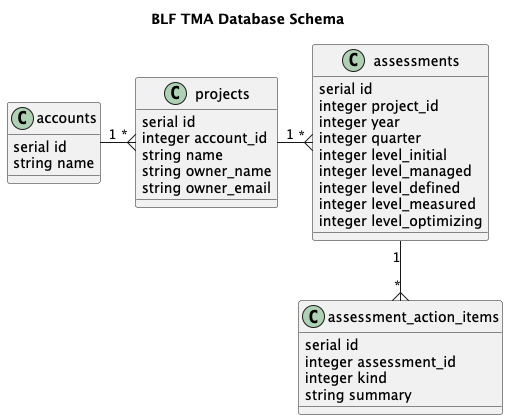 BLF TMA Database Schema
C accounts
serial id
string name
1 *
C projects
serial id
integer account_id
string name
string owner_name
string owner_email
1 *
C assessments
serial id
integer project_id
integer year
integer quarter
integer level_initial
integer level_managed
integer level_defined
integer level_measured
integer level_optimizing
1
*
C assessment_action_items
serial id
integer assessment_id
integer kind
string summary